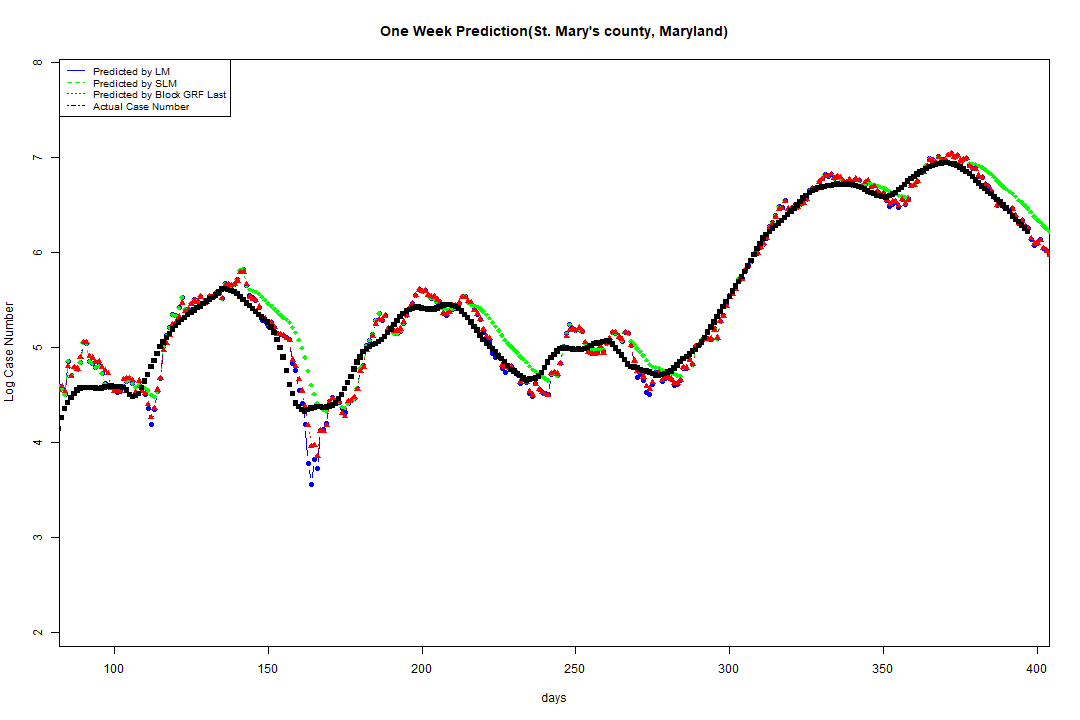 One Week Prediction(St. Mary's county, Maryland)
Predicted by LM
Predicted by SLM
Predicted by Block GRF Last
Actual Case Number
8
7
6
5
4
3
2
Log Case Number
100 150 200 250 300 350 400
days